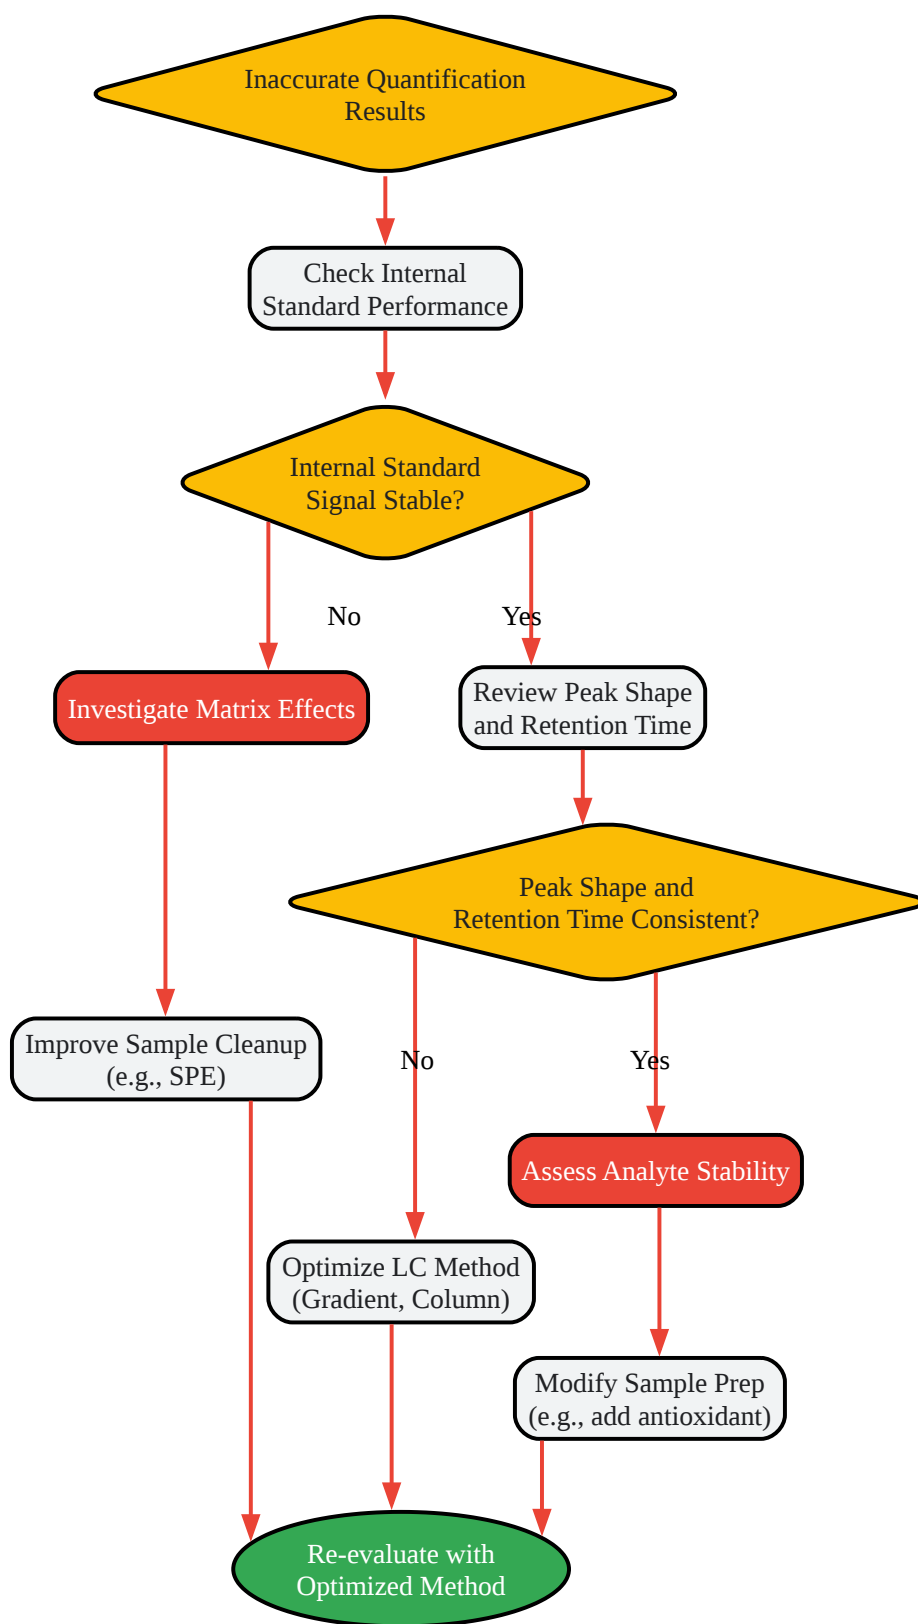 Inaccurate Quantification
Results
Check Internal
Standard Performance
Internal Standard
Signal Stable?
No
Yes
Investigate Matrix Effects
Review Peak Shape
and Retention Time
Peak Shape and
Retention Time Consistent?
Improve Sample Cleanup
(e.g., SPE)
No
Yes
Assess Analyte Stability
Optimize LC Method
(Gradient, Column)
Modify Sample Prep
(e.g., add antioxidant)
Re-evaluate with
Optimized Method